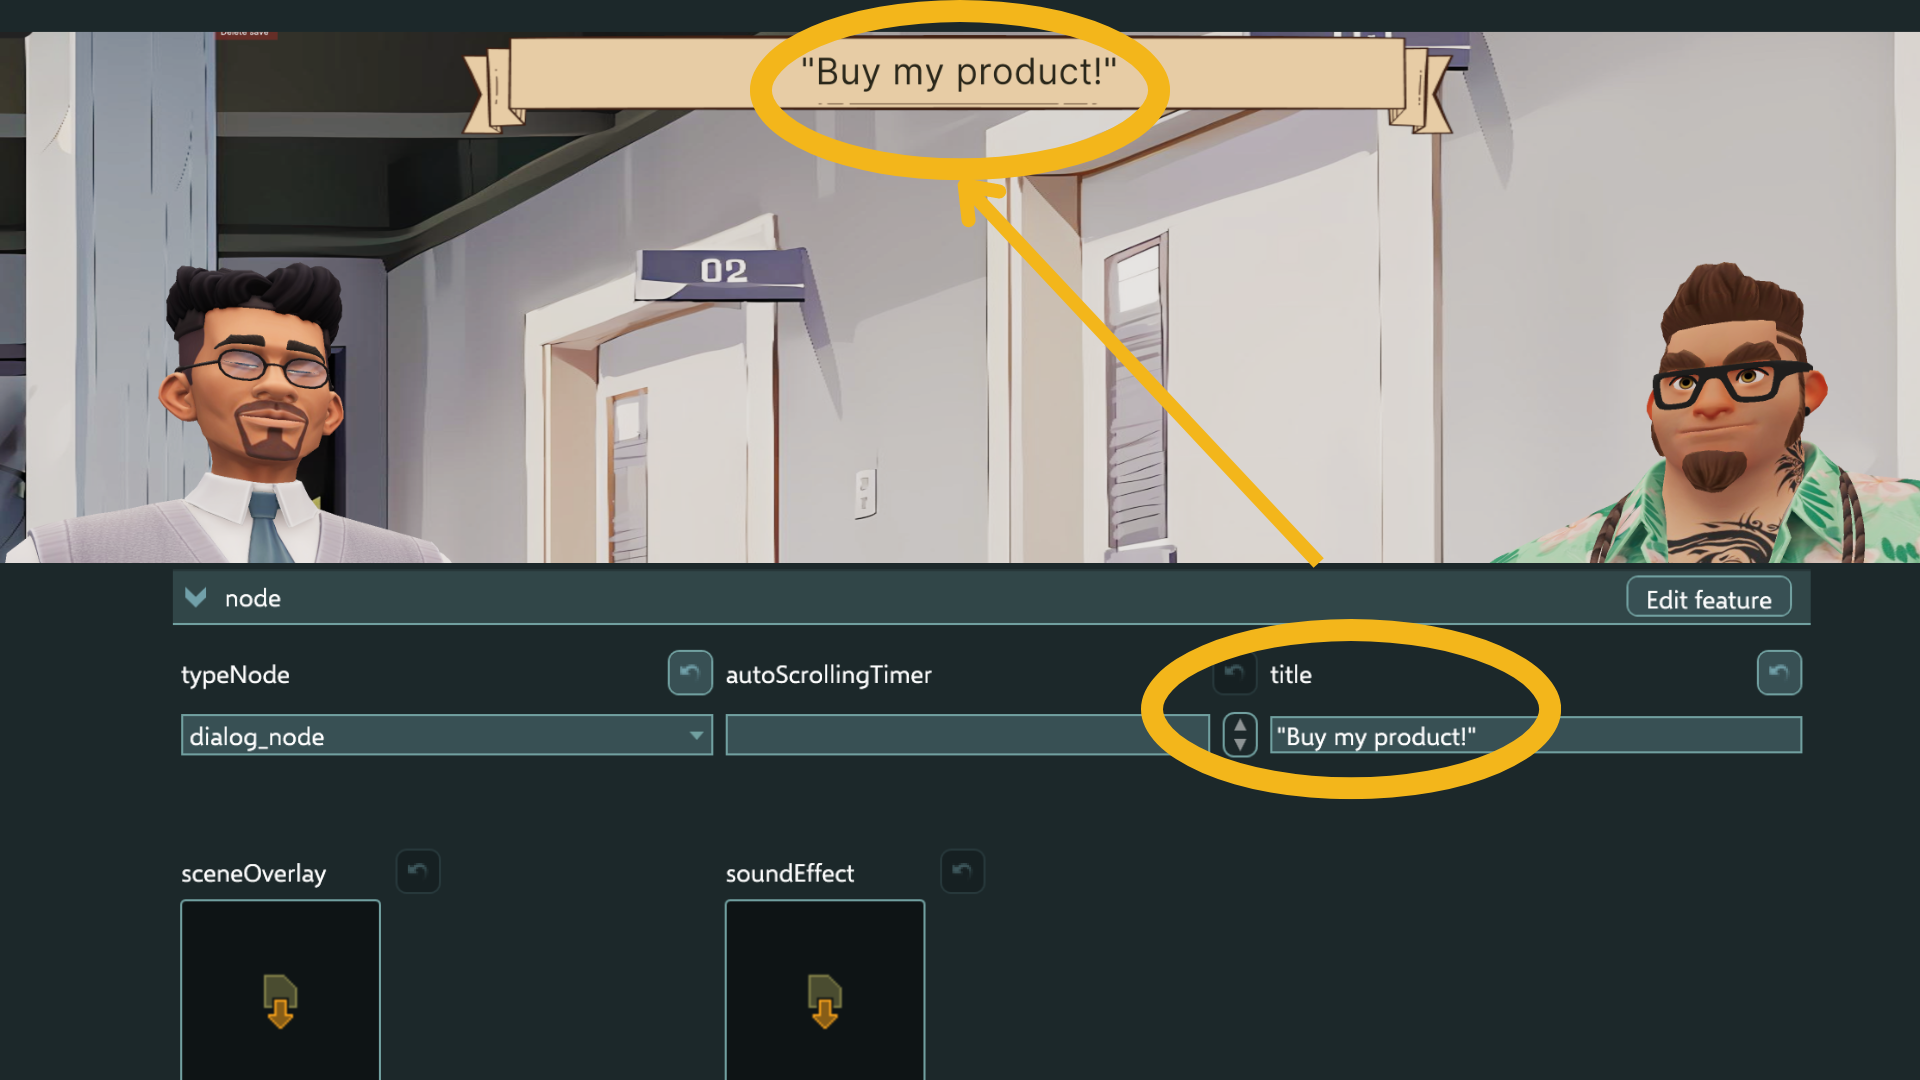 Delete save
"Buy my product!"
02
node
Edit feature
typeNode
autoScrollingTimer
title
dialog_node
"Buy my product!"
sceneOverlay
soundEffect